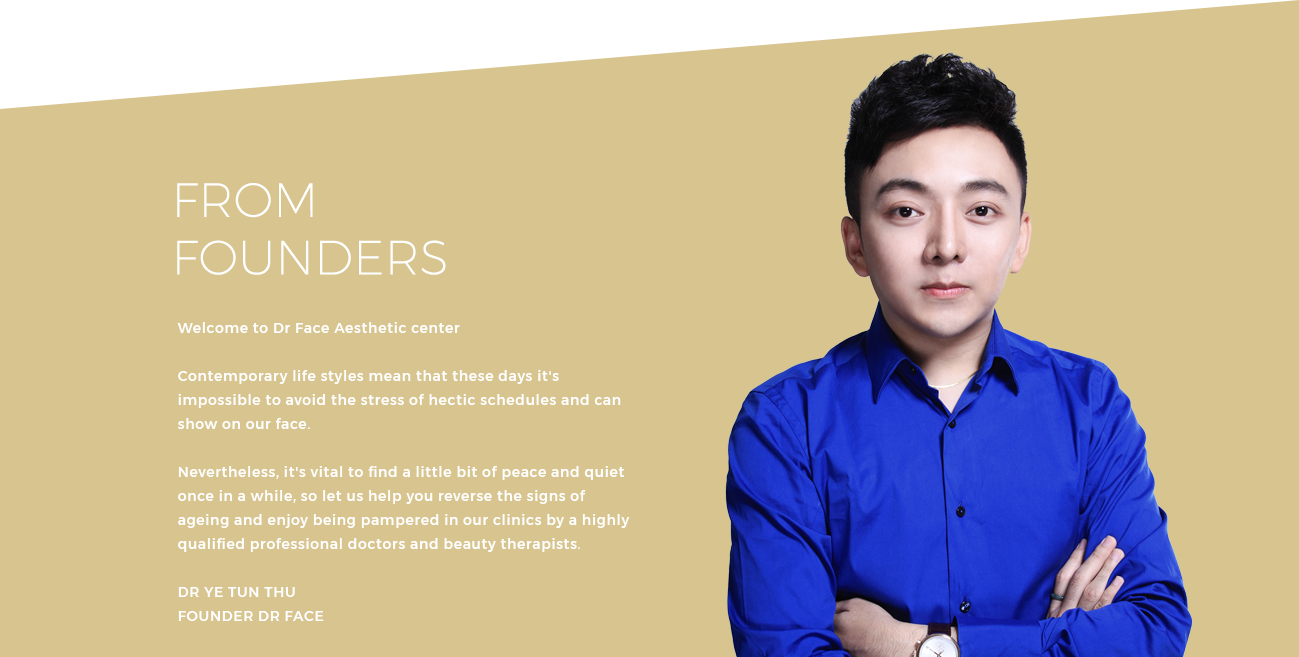 FROM
FOUNDERS
Welcome to Dr Face Aesthetic center
Contemporary life styles mean that these days it's
impossible to avoid the stress of hectic schedules and can
show on our face.
Nevertheless, it's vital to find a little bit of peace and quiet
once in a while, so let us help you reverse the signs of
ageing and enjoy being pampered in our clinics by a highly
qualified professional doctors and beauty therapists.
DR YE TUN THU
FOUNDER DR FACE